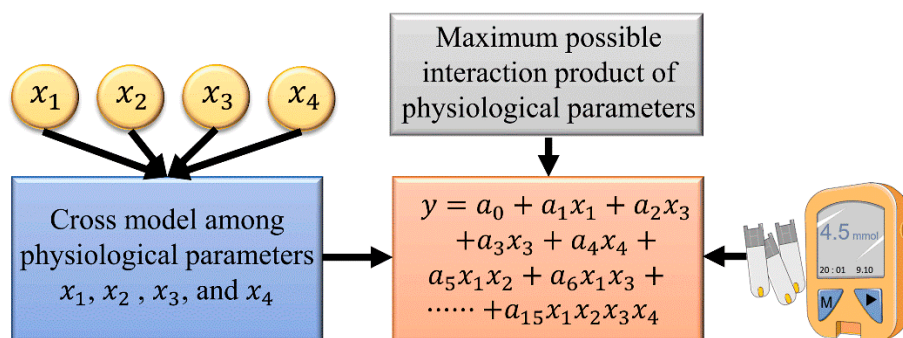 Maximum possible
interaction product of
physiological parameters
x₁ x₂ x₃ x₄
Cross model among
physiological parameters
x₁, x₂ , x₃, and x₄
y = a₀ + a₁x₁ + a₂x₃
+a₃x₃ + a₄x₄ +
a₅x₁x₂ + a₆x₁x₃ +
⋯⋯ +a₁₅x₁x₂x₃x₄
4.5 mmol
20 : 01 9.10
M